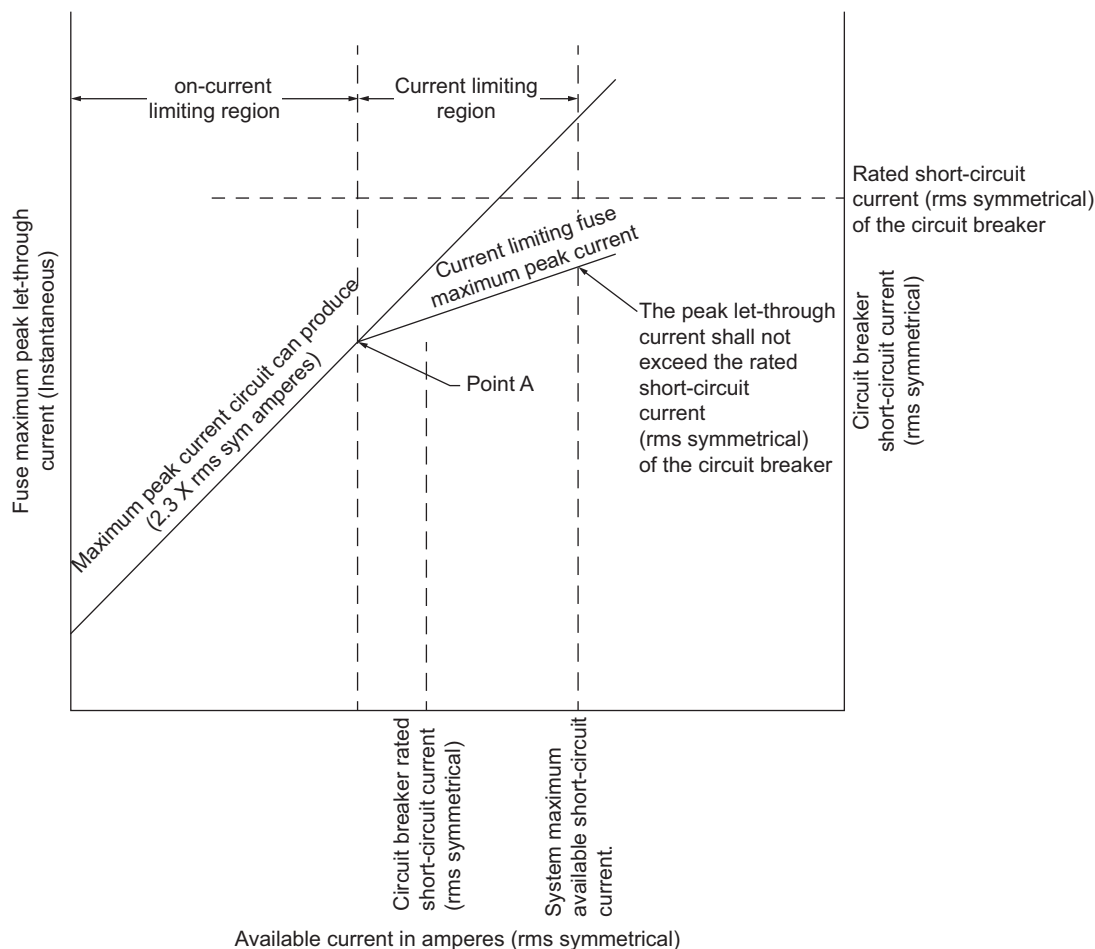 on-current
limiting region
Current limiting
region
Rated short-circuit
current (rms symmetrical)
of the circuit breaker
Current limiting fuse
maximum peak current
Maximum peak current circuit can produce
(2.3 X rms sym amperes)
The peak let-through
current shall not
exceed the rated
short-circuit
current
(rms symmetrical)
of the circuit breaker
Point A
Fuse maximum peak let-through
current (Instantaneous)
Circuit breaker
short-circuit current
(rms symmetrical)
Circuit breaker rated
short-circuit current
(rms symmetrical)
System maximum
available short-circuit
current.
Available current in amperes (rms symmetrical)